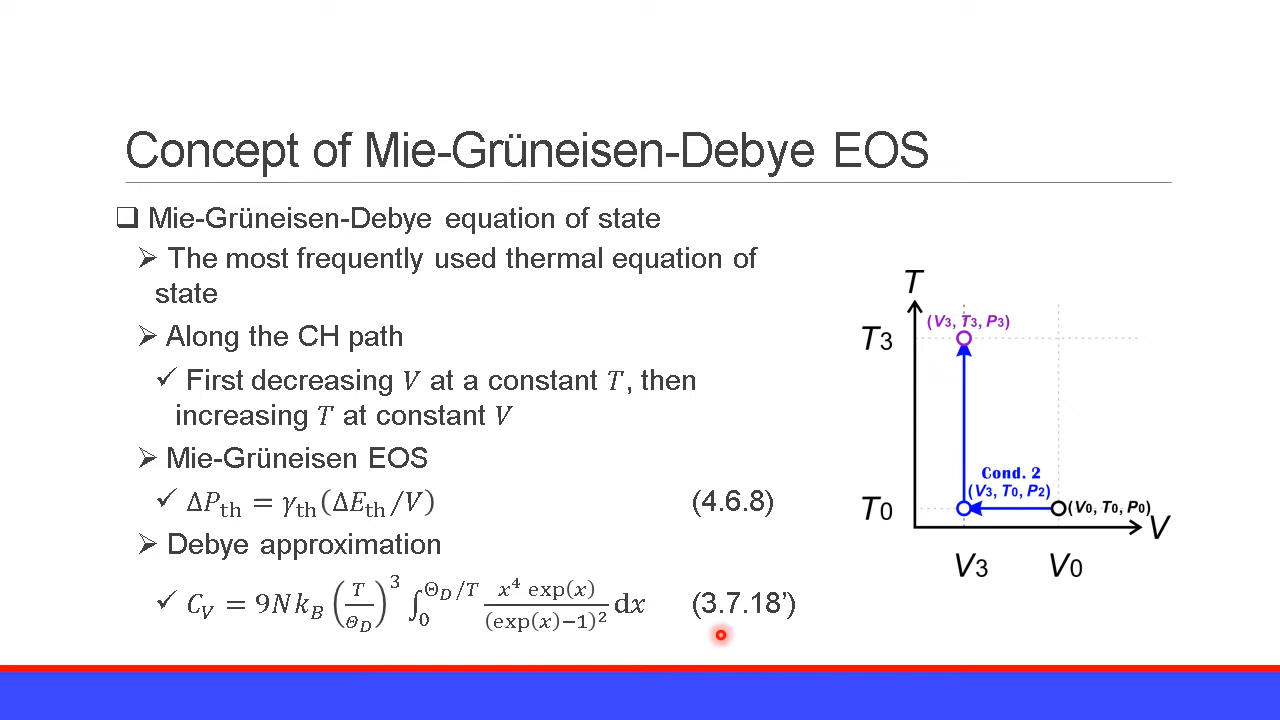 Concept of Mie-Grüneisen-Debye EOS
❑ Mie-Grüneisen-Debye equation of state
➢ The most frequently used thermal equation of
state
➢ Along the CH path
✓ First decreasing 𝑉 at a constant 𝑇, then
increasing 𝑇 at constant 𝑉
➢ Mie-Grüneisen EOS
✓ ΔP_th = γ_th (ΔE_th/V) (4.6.8)
➢ Debye approximation
✓ C_V = 9Nk_B (T/Θ_D)^3 ∫_0^{Θ_D/T} x^4 exp(x)/(exp(x)−1)^2 dx (3.7.18’)
T
(V3, T3, P3)
T3
Cond. 2
(V3, T0, P2)
T0
(V0, T0, P0)
V
V3 V0